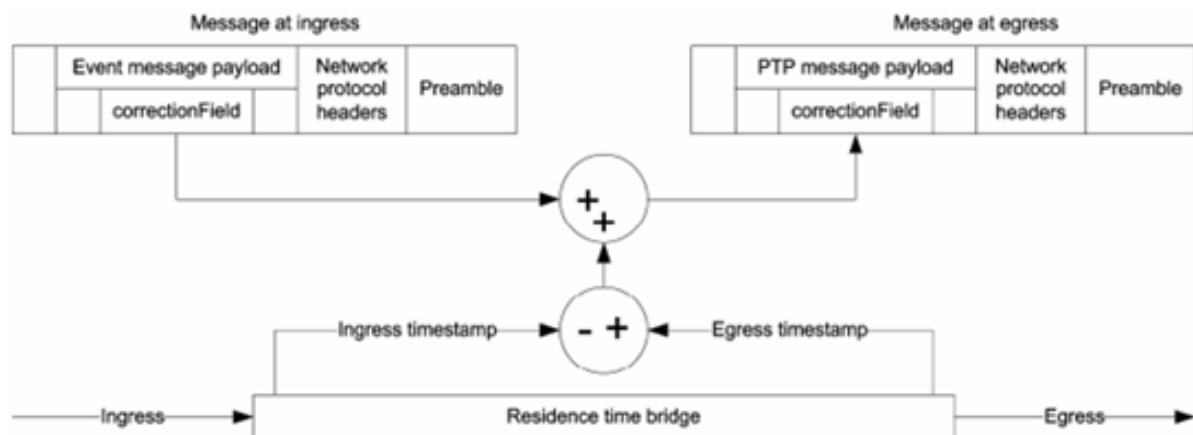 Message at ingress
Message at egress
Event message payload
correctionField
Network
protocol
headers
Preamble
PTP message payload
correctionField
Network
protocol
headers
Preamble
+
+
Ingress timestamp
- +
Egress timestamp
Ingress
Residence time bridge
Egress